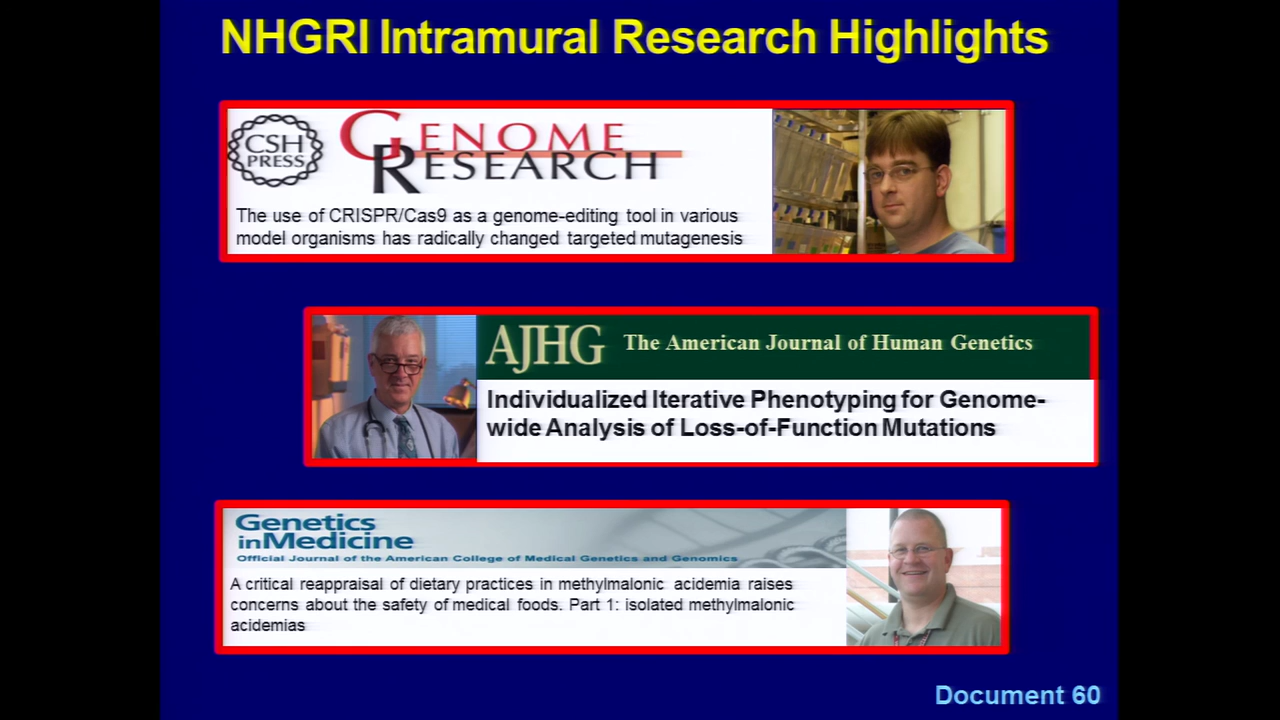 NHGRI Intramural Research Highlights
CSH
PRESS
GENOME
RESEARCH
The use of CRISPR/Cas9 as a genome-editing tool in various
model organisms has radically changed targeted mutagenesis
AJHG The American Journal of Human Genetics
Individualized Iterative Phenotyping for Genome-
wide Analysis of Loss-of-Function Mutations
Genetics
inMedicine
Official Journal of the American College of Medical Genetics and Genomics
A critical reappraisal of dietary practices in methylmalonic acidemia raises
concerns about the safety of medical foods. Part 1: isolated methylmalonic
acidemias
Document 60